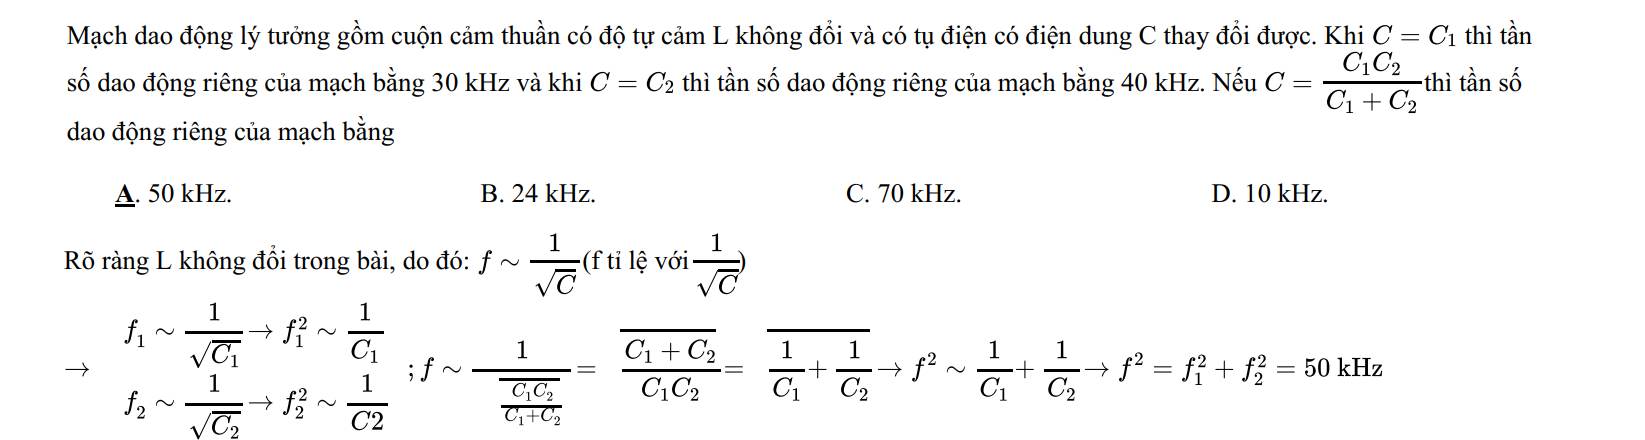 Mạch dao động lý tưởng gồm cuộn cảm thuần có độ tự cảm L không đổi và có tụ điện có điện dung C thay đổi được. Khi $C = C_1$ thì tần
số dao động riêng của mạch bằng 30 kHz và khi $C = C_2$ thì tần số dao động riêng của mạch bằng 40 kHz. Nếu $C = \frac{C_1C_2}{C_1 + C_2}$ thì tần số
dao động riêng của mạch bằng
A. 50 kHz. B. 24 kHz. C. 70 kHz. D. 10 kHz.
Rõ ràng L không đổi trong bài, do đó: $f \sim \frac{1}{\sqrt{C}}$ (f tỉ lệ với $\frac{1}{\sqrt{C}}$)
$\rightarrow \begin{matrix} f_1 \sim \frac{1}{\sqrt{C_1}} \rightarrow f_1^2 \sim \frac{1}{C_1} \\ f_2 \sim \frac{1}{\sqrt{C_2}} \rightarrow f_2^2 \sim \frac{1}{C2} \end{matrix} ; f \sim \frac{1}{\overline{\frac{C_1C_2}{C_1+C_2}}} = \overline{\frac{C_1 + C_2}{C_1C_2}} = \overline{\frac{1}{C_1} + \frac{1}{C_2}} \rightarrow f^2 \sim \frac{1}{C_1} + \frac{1}{C_2} \rightarrow f^2 = f_1^2 + f_2^2 = 50 \text{ kHz}$